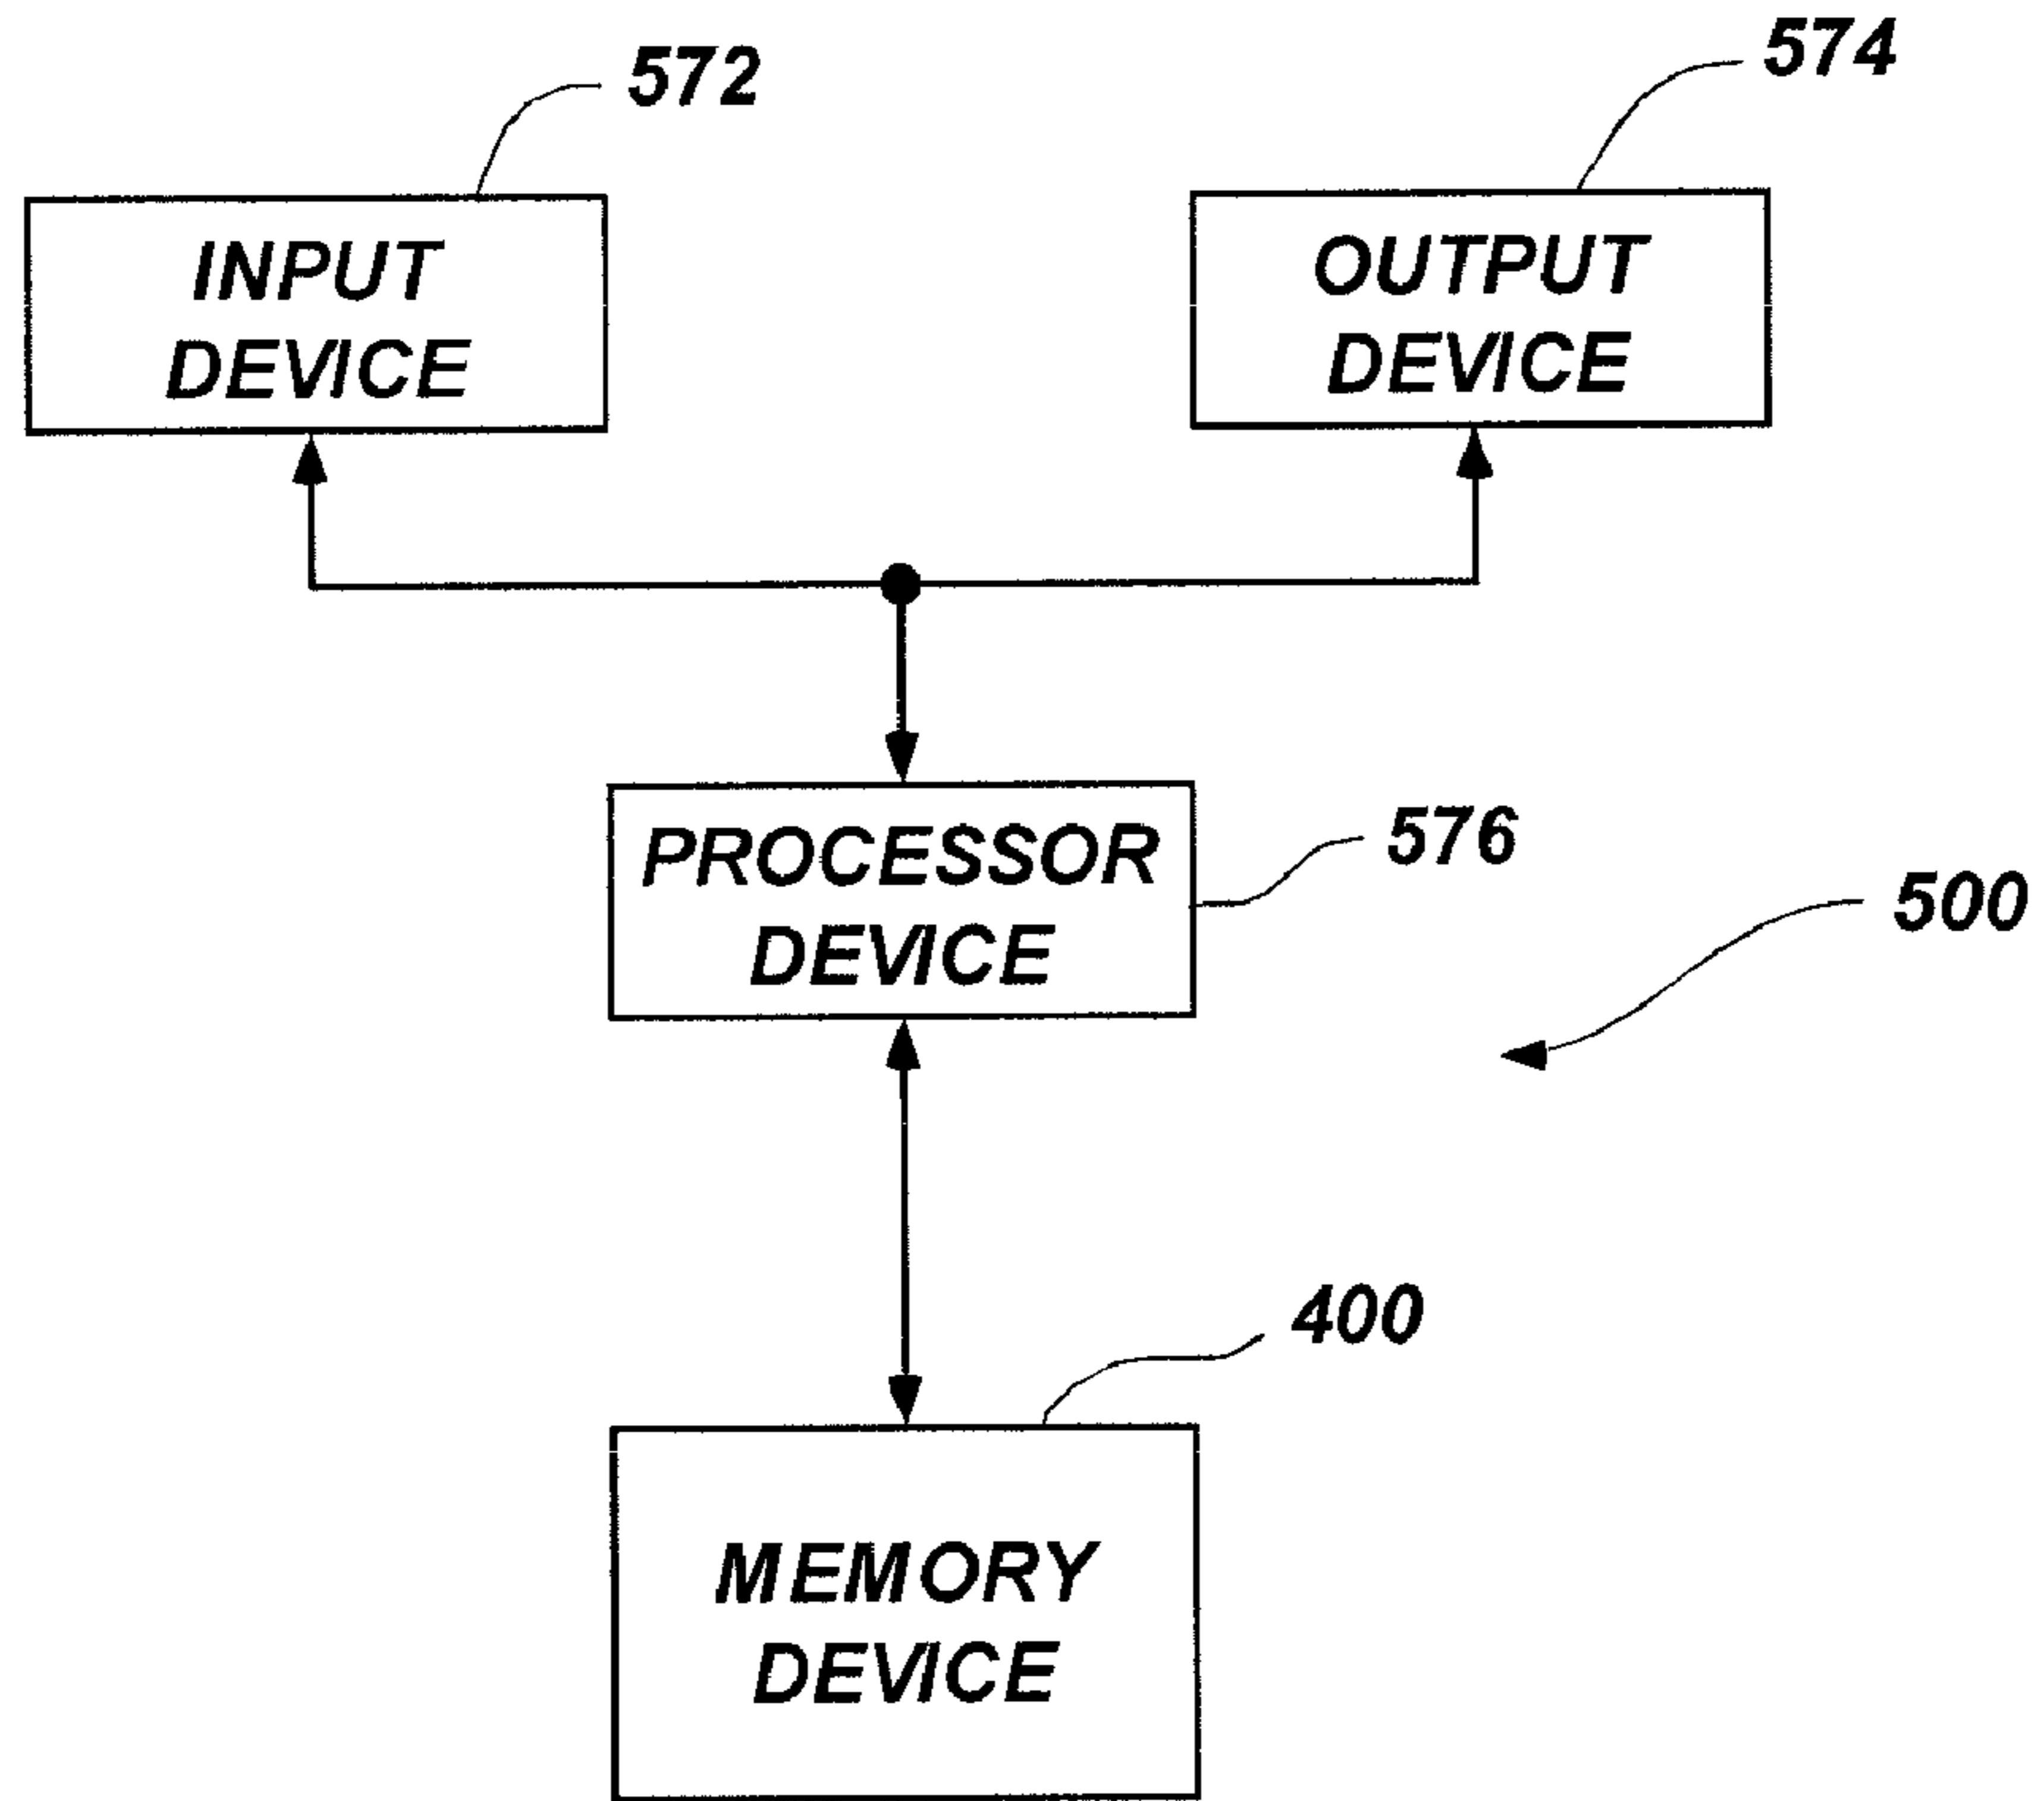 572
574
INPUT
DEVICE
OUTPUT
DEVICE
PROCESSOR
DEVICE
576
500
400
MEMORY
DEVICE